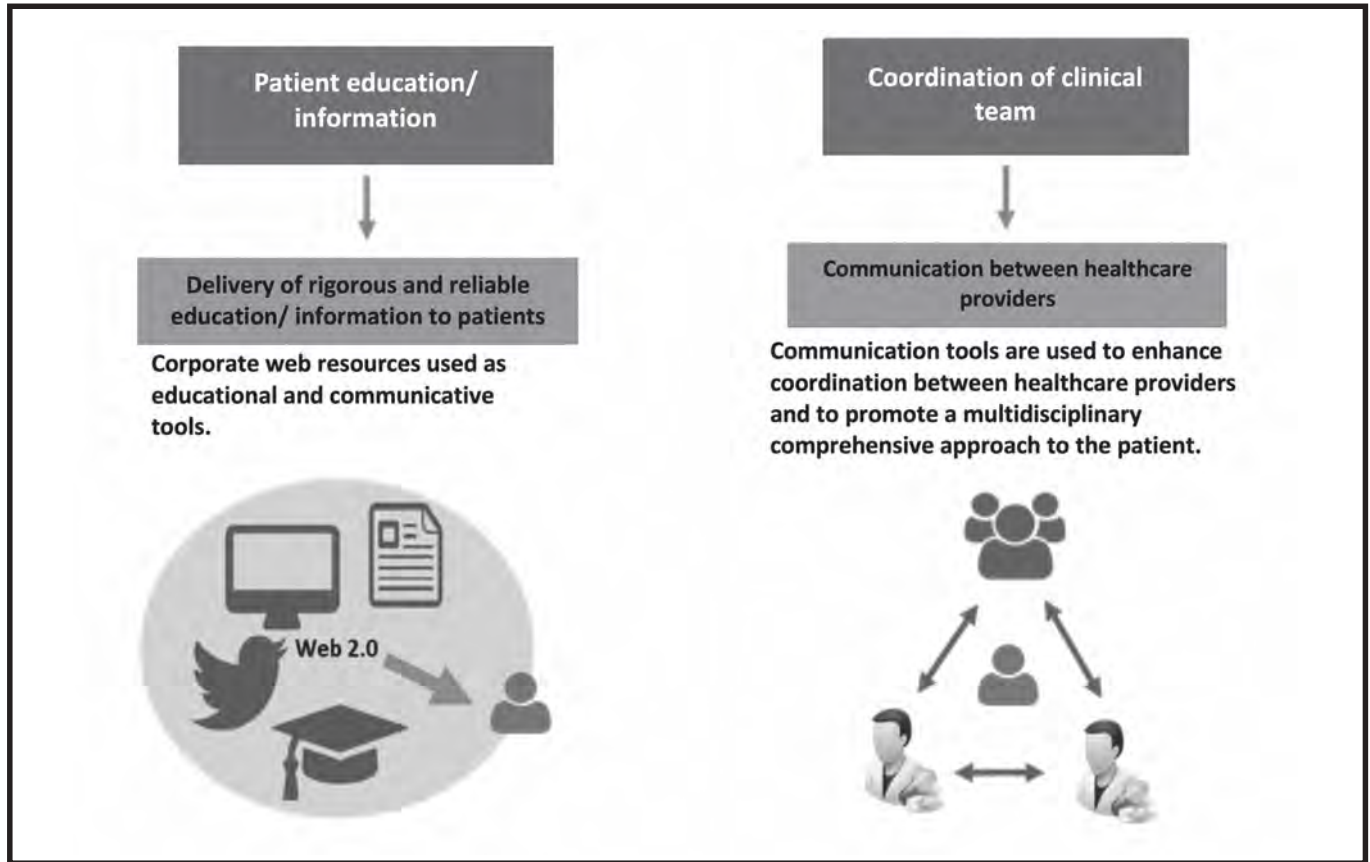 Patient education/
information
Delivery of rigorous and reliable
education/ information to patients
Corporate web resources used as
educational and communicative
tools.
Web 2.0
Coordination of clinical
team
Communication between healthcare
providers
Communication tools are used to enhance
coordination between healthcare providers
and to promote a multidisciplinary
comprehensive approach to the patient.